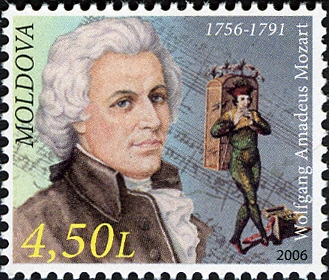 MOLDOVA
1756-1791
Wolfgang Amadeus Mozart
4,50L
2006